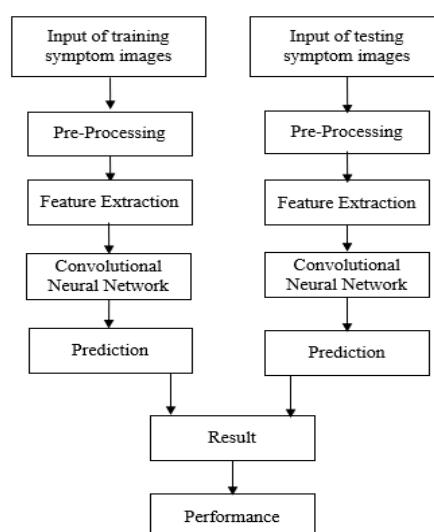 Input of training
symptom images
Pre-Processing
Feature Extraction
Convolutional
Neural Network
Prediction
Input of testing
symptom images
Pre-Processing
Feature Extraction
Convolutional
Neural Network
Prediction
Result
Performance